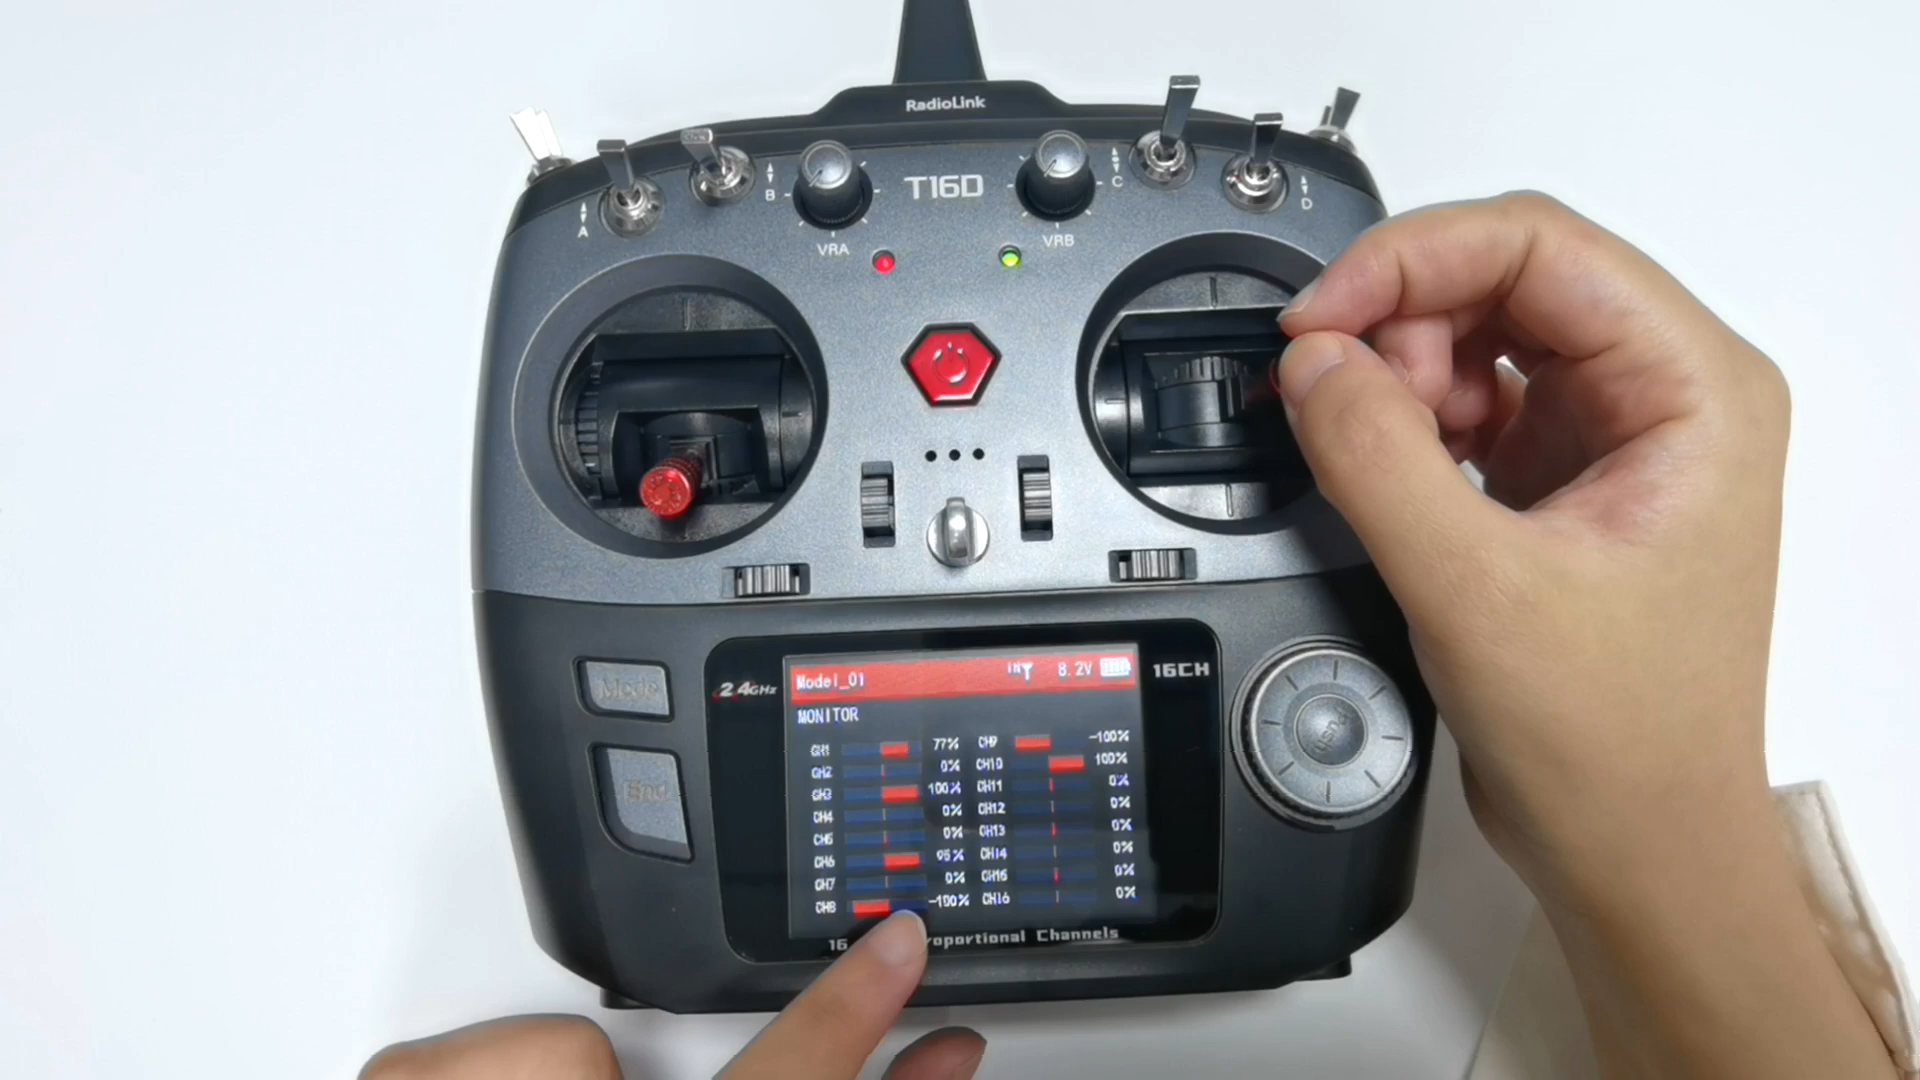 RadioLink
T16D
A
B
C
D
VRA
VRB
2.4GHz
16CH
Mode
End
Push
Model_01
8.2V
MONITOR
CH1 77% CH9 -100%
CH2 0% CH10 100%
CH3 100% CH11 0%
CH4 0% CH12 0%
CH5 0% CH13 0%
CH6 95% CH14 0%
CH7 0% CH15 0%
CH8 -100% CH16 0%
16 roportional Channels